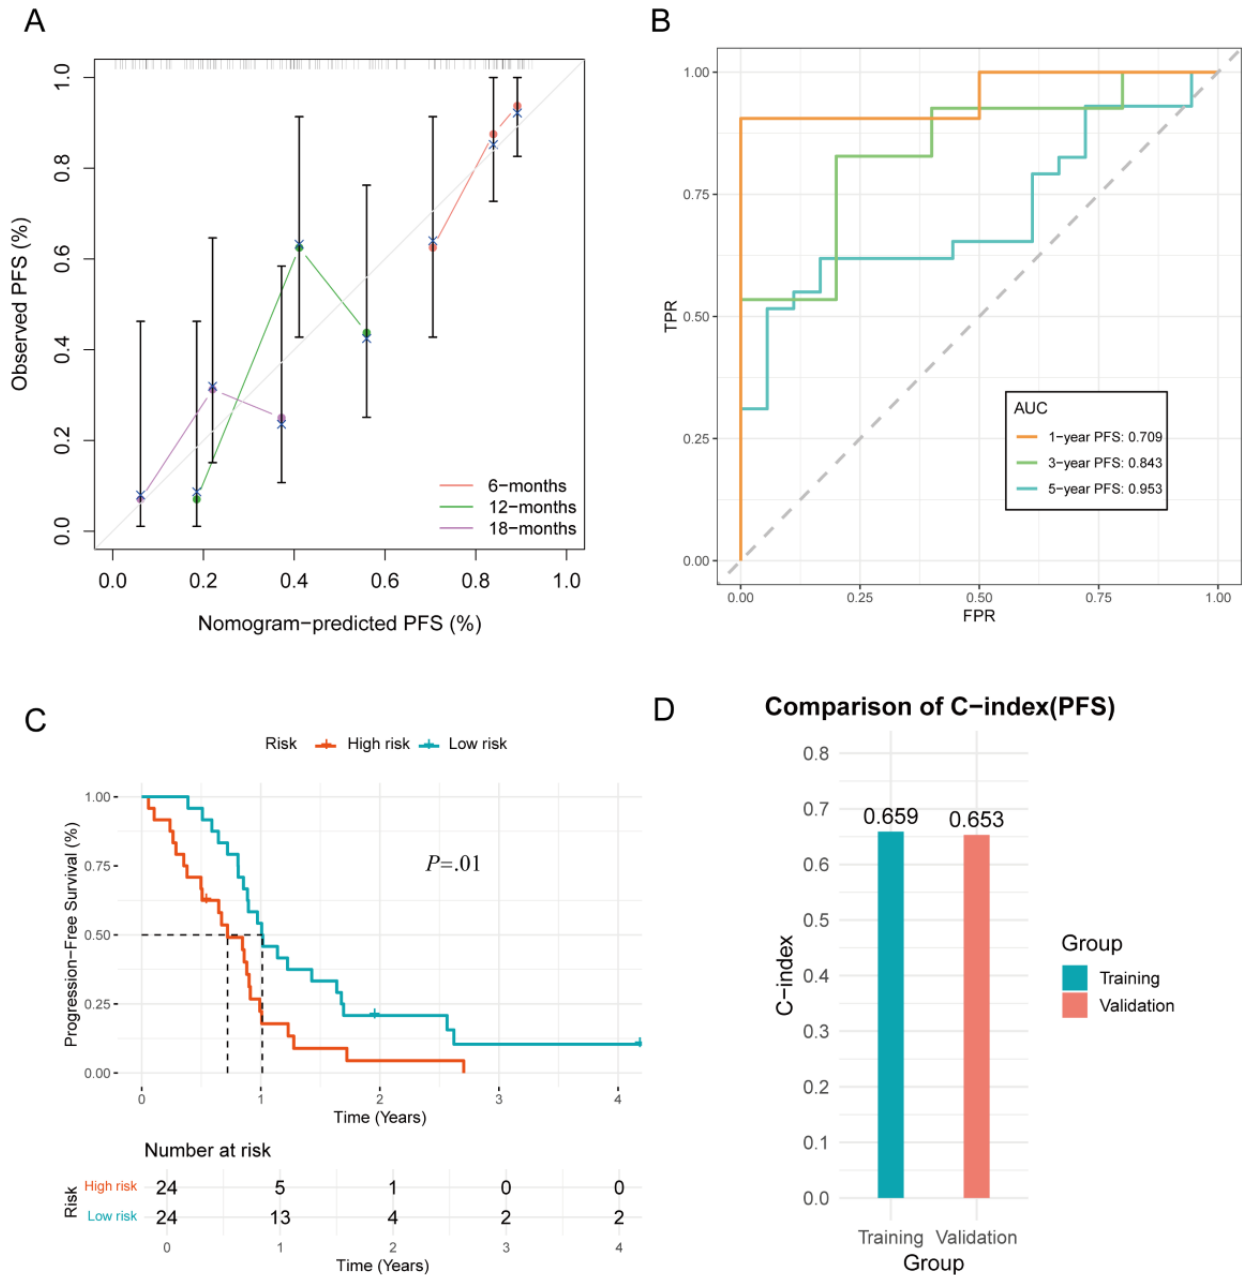 A
Observed PFS (%)
1.0
0.8
0.6
0.4
0.2
0.0
0.0 0.2 0.4 0.6 0.8 1.0
Nomogram−predicted PFS (%)
6−months
12−months
18−months
B
TPR
1.00
0.75
0.50
0.25
0.00
0.00 0.25 0.50 0.75 1.00
FPR
AUC
1−year PFS: 0.709
3−year PFS: 0.843
5−year PFS: 0.953
C
Risk High risk Low risk
Progression−Free Survival (%)
1.00
0.75
0.50
0.25
0.00
P=.01
0 1 2 3 4
Time (Years)
Number at risk
Risk
High risk 24 5 1 0 0
Low risk 24 13 4 2 2
0 1 2 3 4
Time (Years)
D
Comparison of C−index(PFS)
C−index
0.8
0.7
0.6
0.5
0.4
0.3
0.2
0.1
0.0
0.659 0.653
Training Validation
Group
Group
Training
Validation